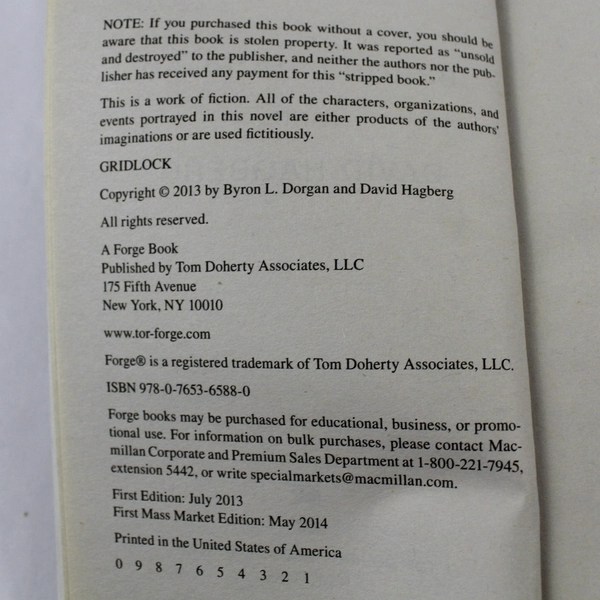 NOTE: If you purchased this book without a cover, you should be
aware that this book is stolen property. It was reported as “unsold
and destroyed” to the publisher, and neither the authors nor the pub-
lisher has received any payment for this “stripped book.”
This is a work of fiction. All of the characters, organizations, and
events portrayed in this novel are either products of the authors’
imaginations or are used fictitiously.
GRIDLOCK
Copyright © 2013 by Byron L. Dorgan and David Hagberg
All rights reserved.
A Forge Book
Published by Tom Doherty Associates, LLC
175 Fifth Avenue
New York, NY 10010
www.tor-forge.com
Forge® is a registered trademark of Tom Doherty Associates, LLC.
ISBN 978-0-7653-6588-0
Forge books may be purchased for educational, business, or promo-
tional use. For information on bulk purchases, please contact Mac-
millan Corporate and Premium Sales Department at 1-800-221-7945,
extension 5442, or write specialmarkets@macmillan.com.
First Edition: July 2013
First Mass Market Edition: May 2014
Printed in the United States of America
0 9 8 7 6 5 4 3 2 1